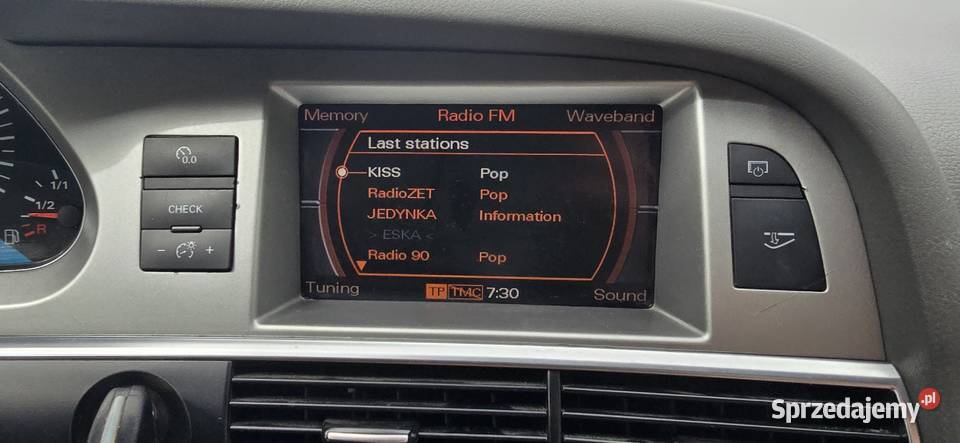 Memory Radio FM Waveband
Last stations
KISS Pop
RadioZET Pop
JEDYNKA Information
> ESKA <
Radio 90 Pop
Tuning TP TMC 7:30 Sound
0.0
CHECK
- +
1/1
1/2
R
Sprzedajemy.pl